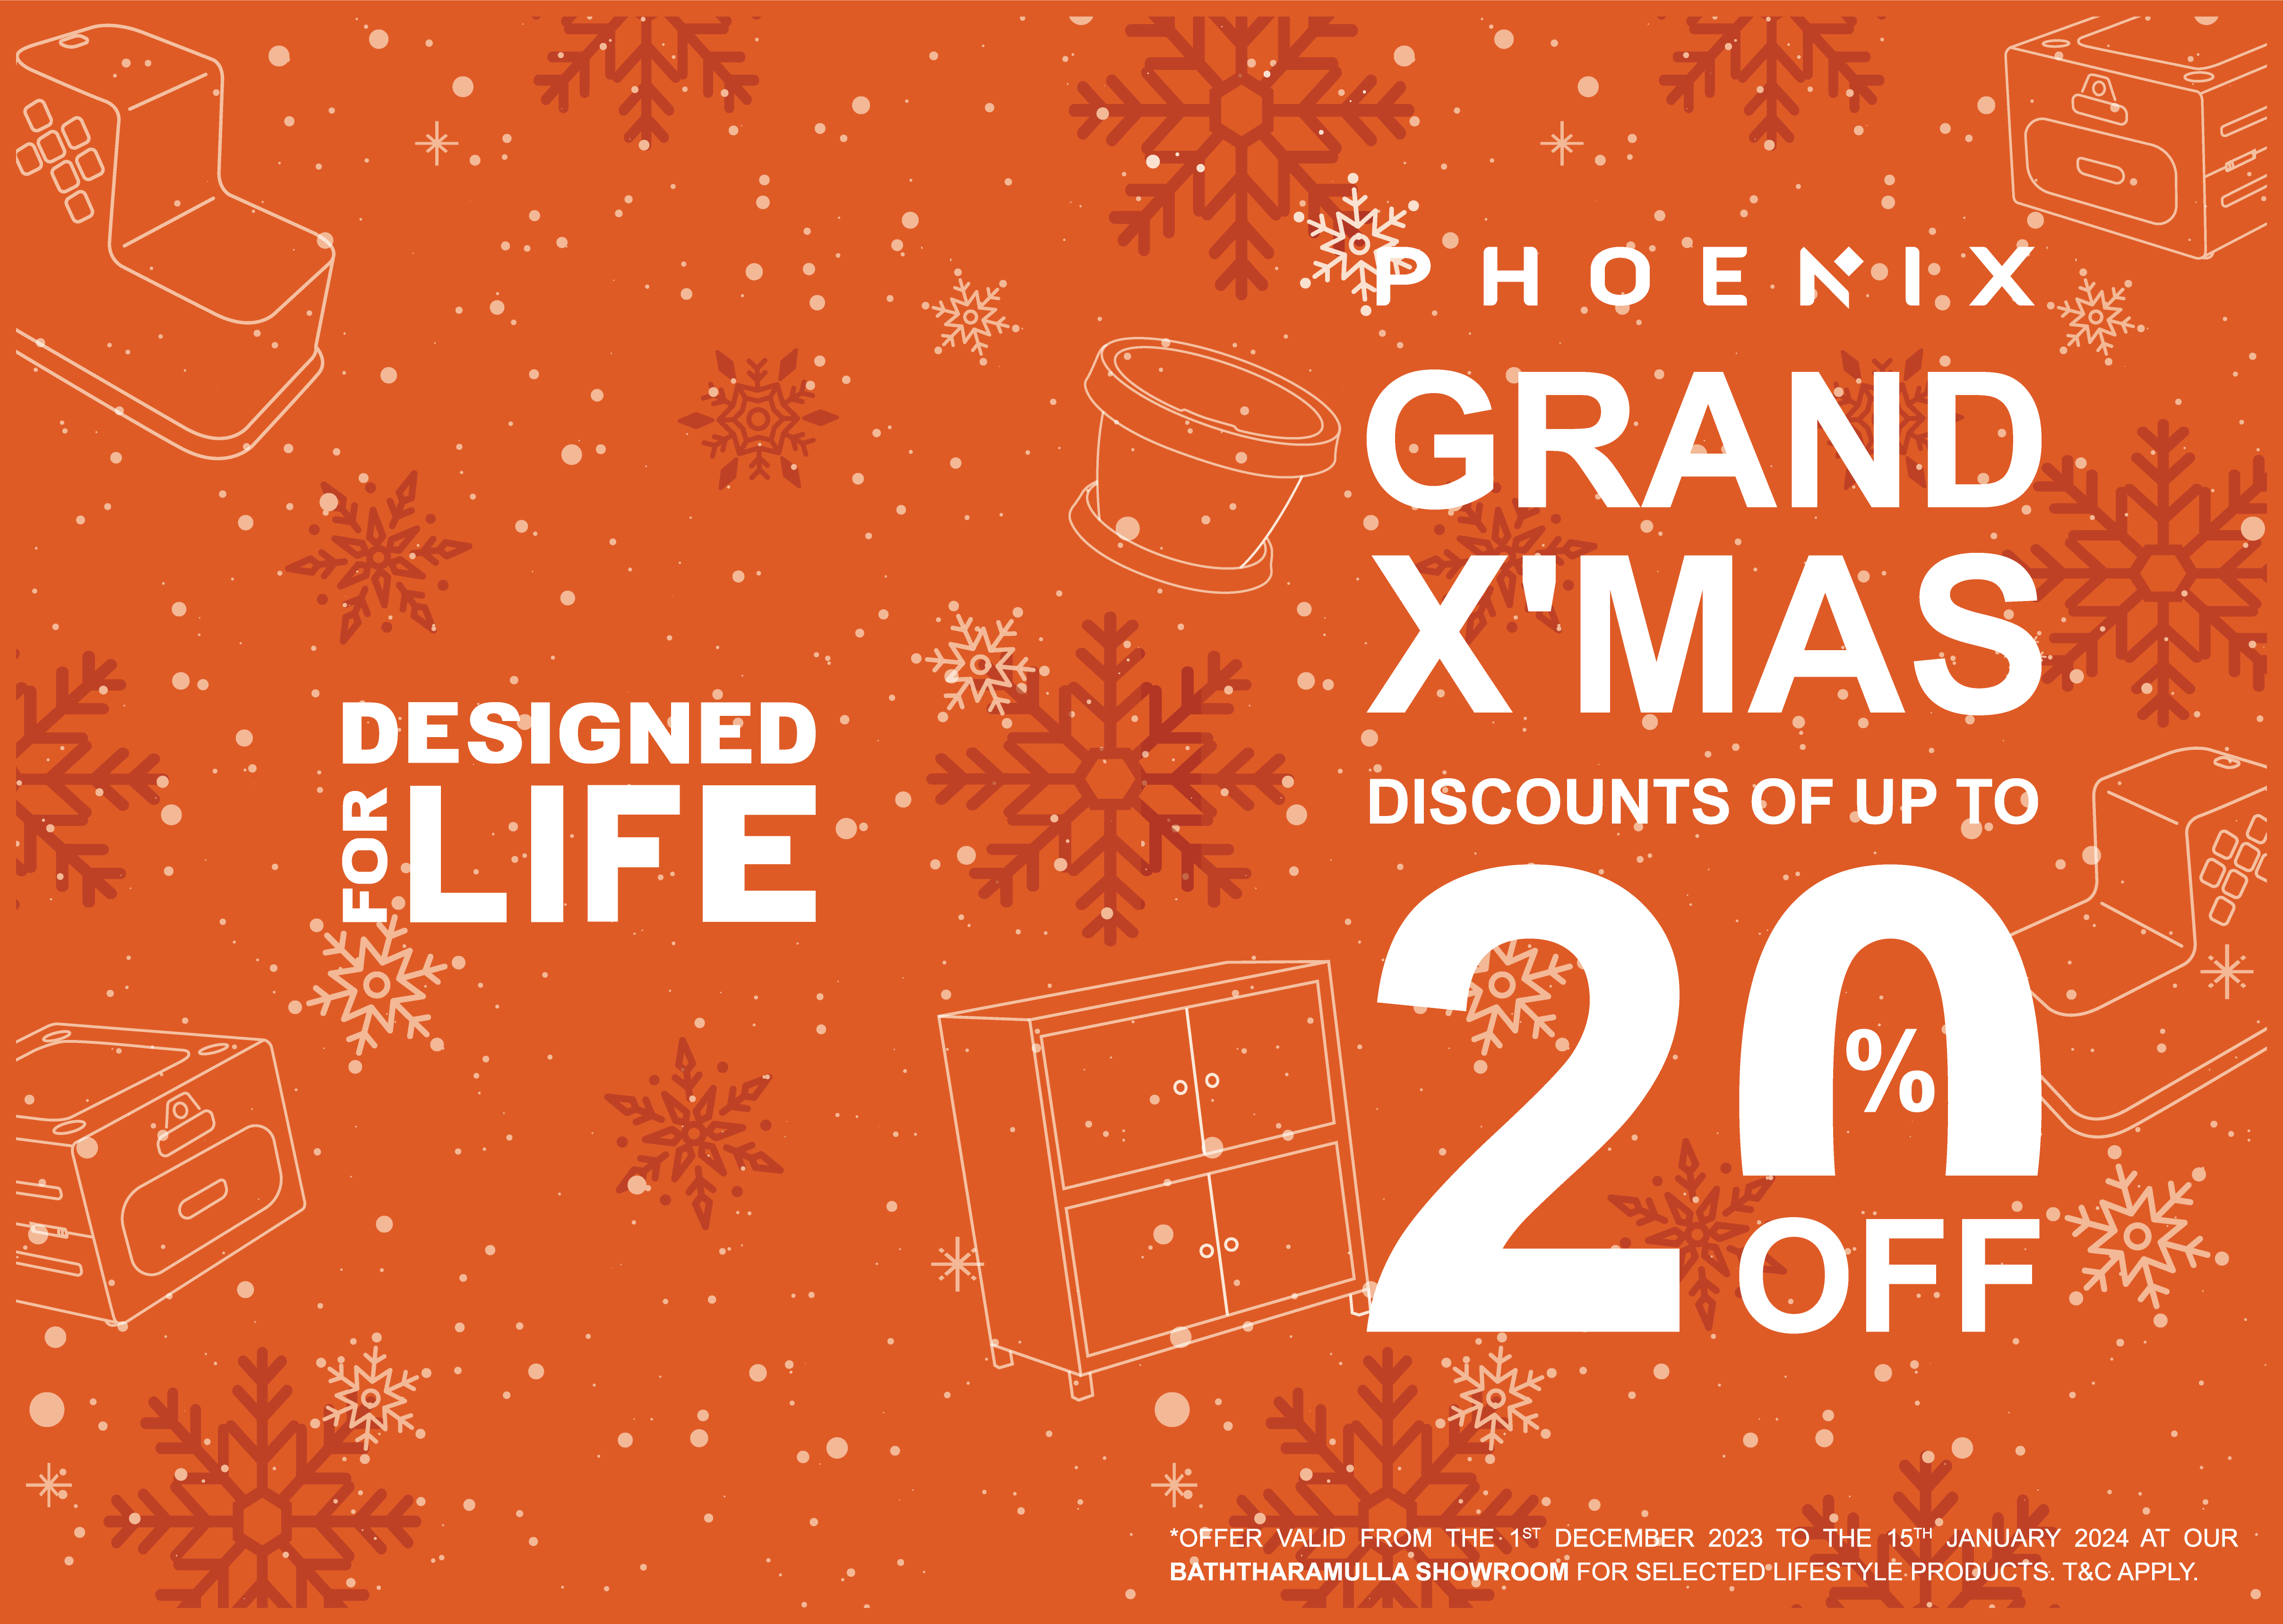 DESIGNED
FOR LIFE
PHOENIX
GRAND
X'MAS
DISCOUNTS OF UP TO
20%
OFF
*OFFER VALID FROM THE 1ST DECEMBER 2023 TO THE 15TH JANUARY 2024 AT OUR
BATHTHARAMULLA SHOWROOM FOR SELECTED LIFESTYLE PRODUCTS. T&C APPLY.